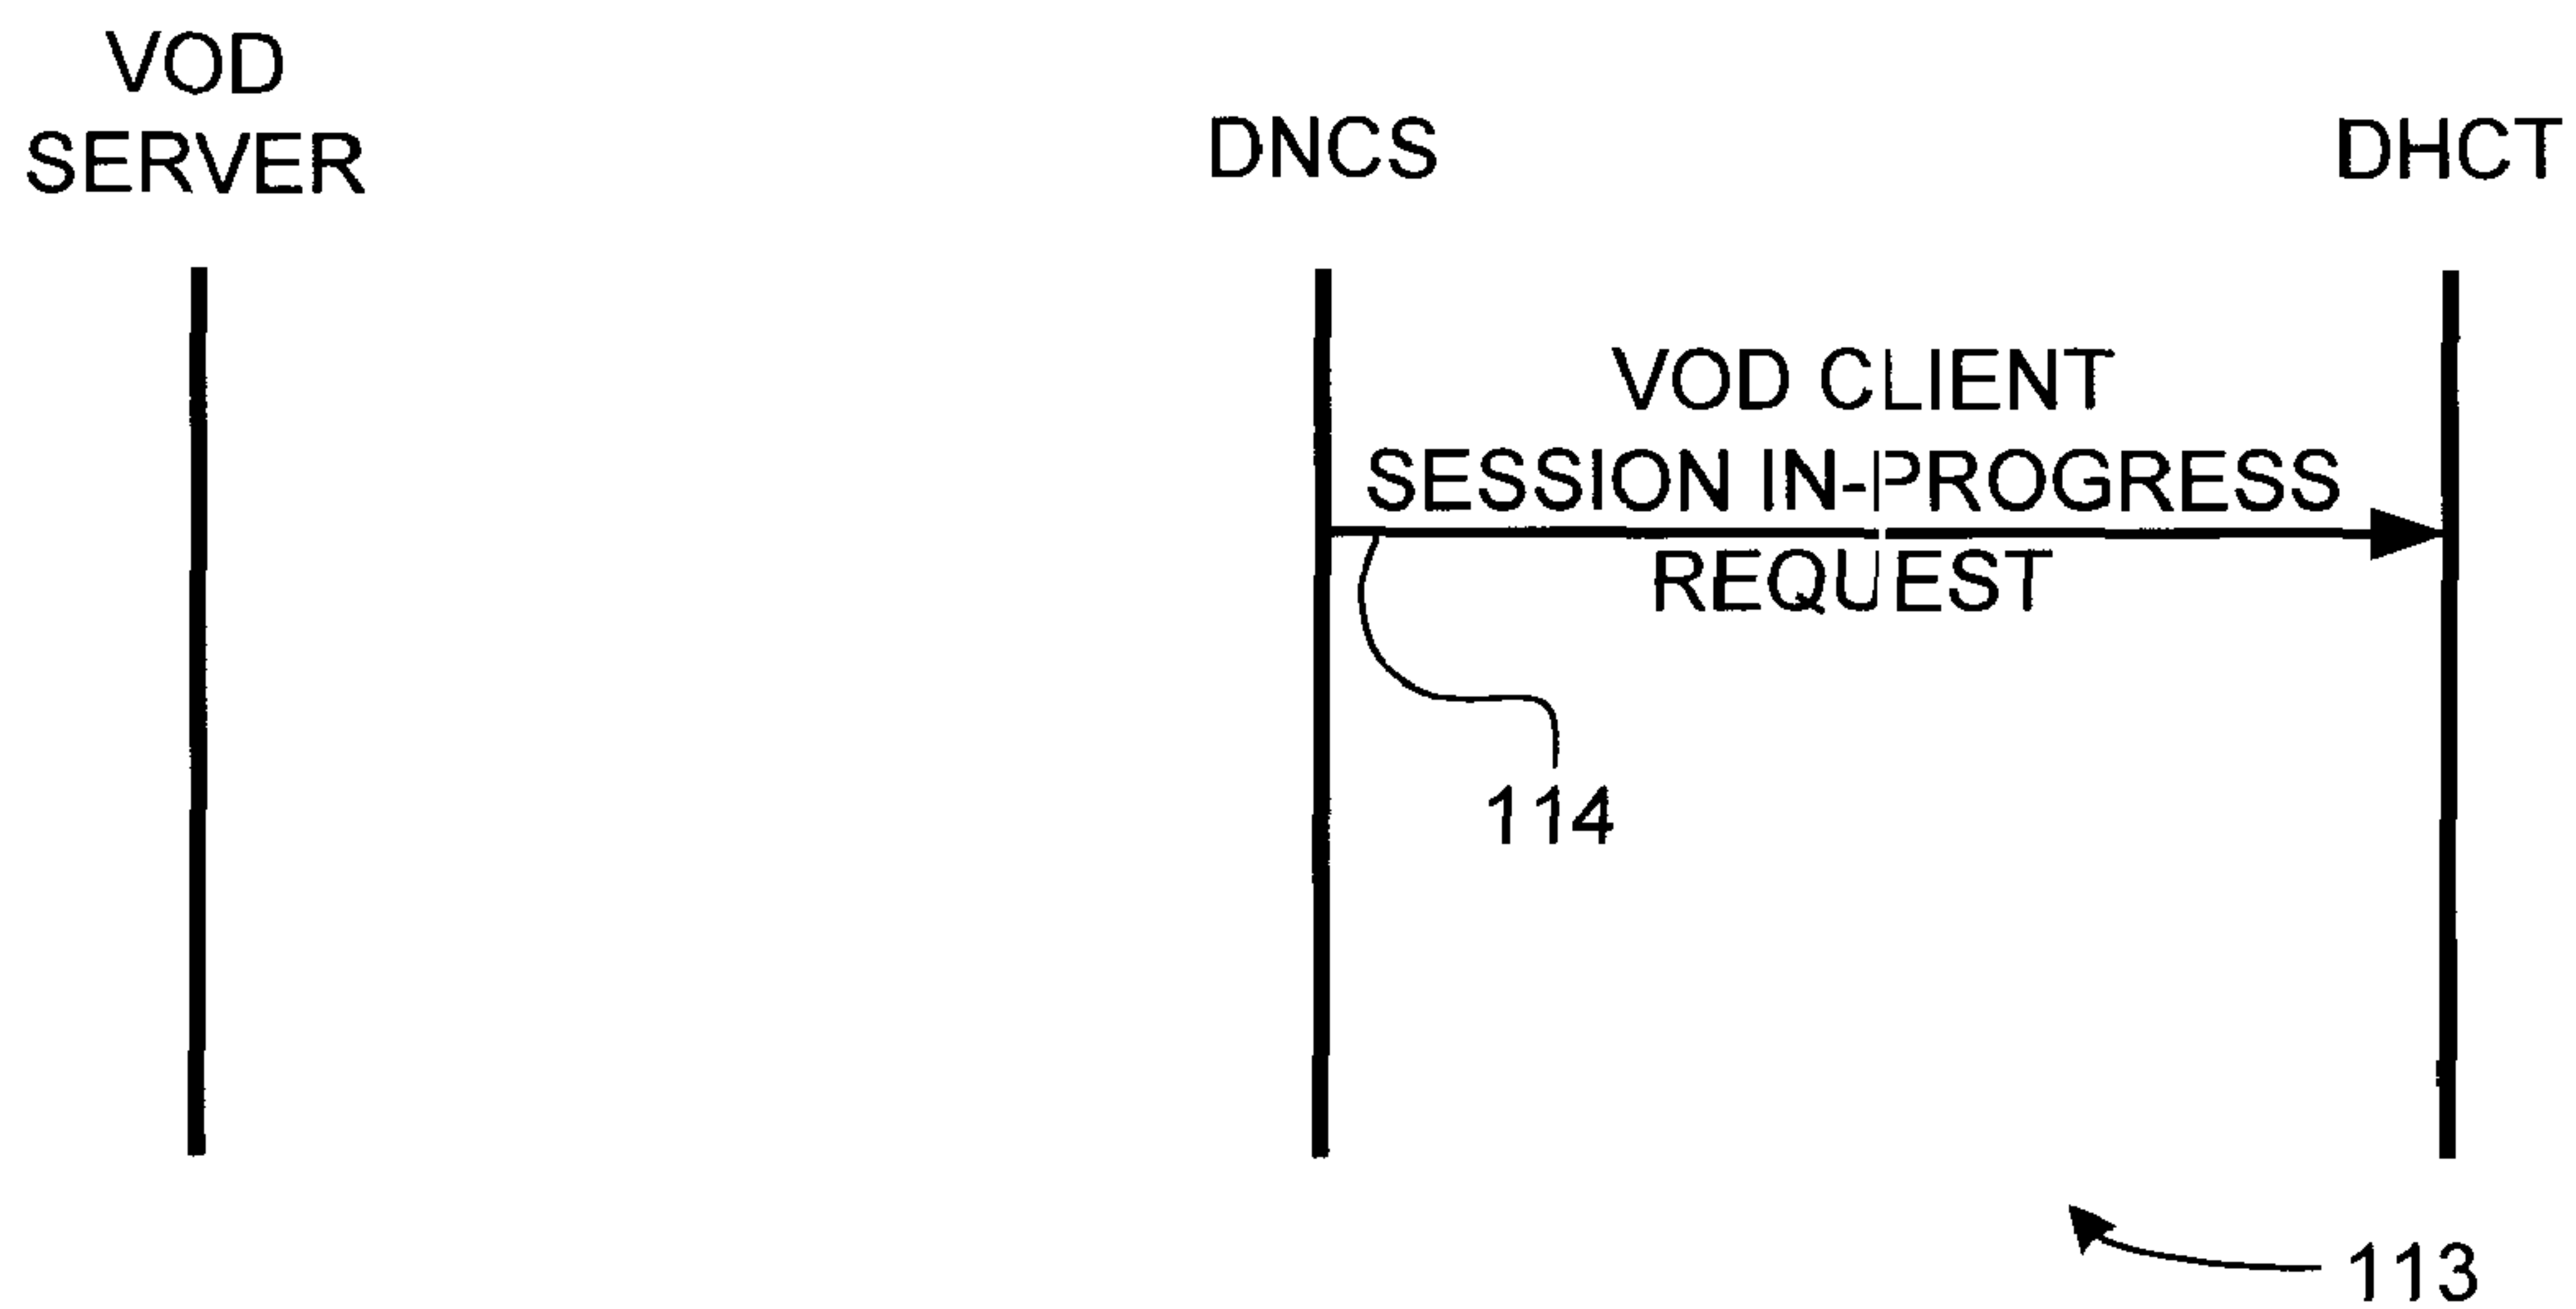 VOD
SERVER
DNCS
DHCT
VOD CLIENT
SESSION IN-PROGRESS
REQUEST
114
113